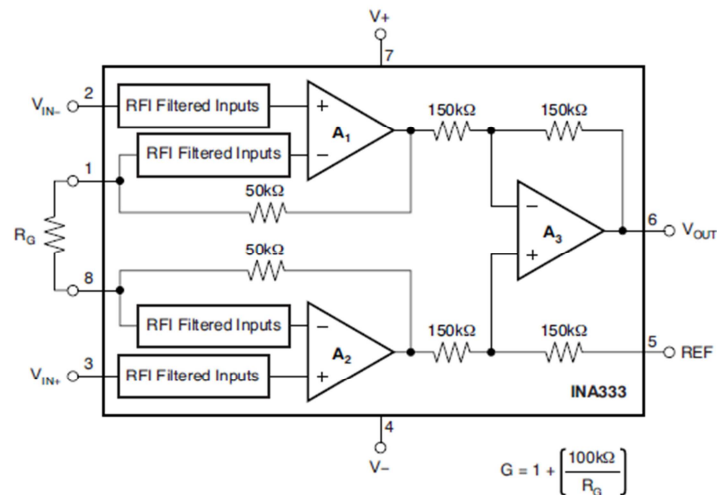 V+
7
2
VIN-
RFI Filtered Inputs
+
A1
150kΩ
150kΩ
1
RFI Filtered Inputs
−
50kΩ
RG
−
A3
+
6
VOUT
50kΩ
8
RFI Filtered Inputs
−
A2
150kΩ
150kΩ
5
REF
3
VIN+
RFI Filtered Inputs
+
INA333
4
V−
G = 1 + [100kΩ / RG]